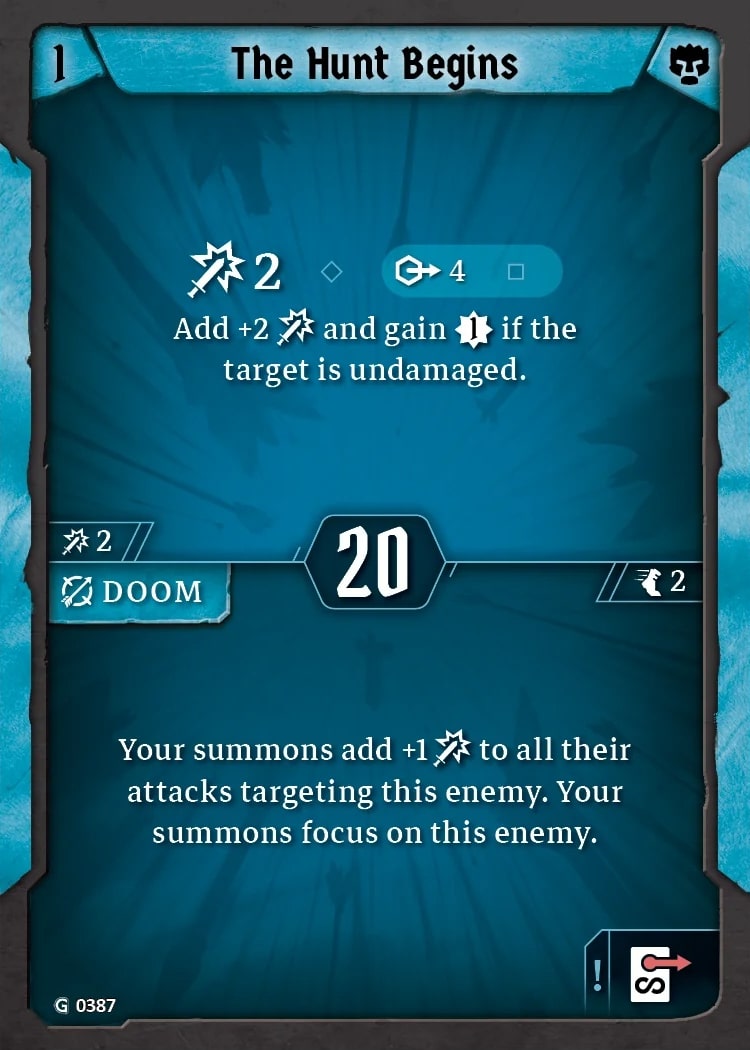 1
The Hunt Begins
2
4
Add +2 and gain 1 if the
target is undamaged.
2
20
DOOM
2
Your summons add +1 to all their
attacks targeting this enemy. Your
summons focus on this enemy.
!
G 0387